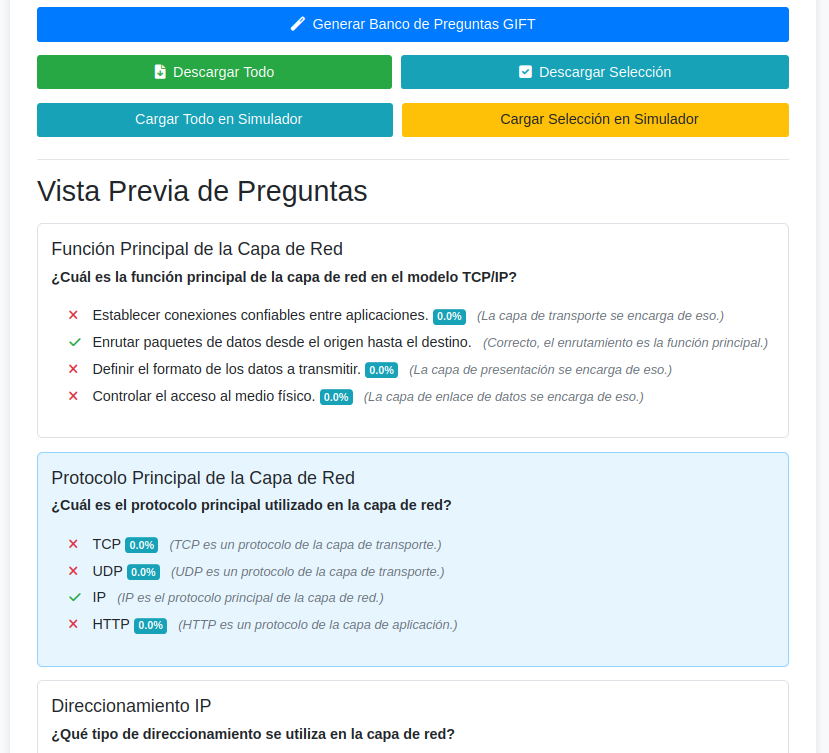 Generar Banco de Preguntas GIFT
Descargar Todo
Descargar Selección
Cargar Todo en Simulador
Cargar Selección en Simulador
Vista Previa de Preguntas
Función Principal de la Capa de Red
¿Cuál es la función principal de la capa de red en el modelo TCP/IP?
Establecer conexiones confiables entre aplicaciones. 0.0% (La capa de transporte se encarga de eso.)
Enrutar paquetes de datos desde el origen hasta el destino. (Correcto, el enrutamiento es la función principal.)
Definir el formato de los datos a transmitir. 0.0% (La capa de presentación se encarga de eso.)
Controlar el acceso al medio físico. 0.0% (La capa de enlace de datos se encarga de eso.)
Protocolo Principal de la Capa de Red
¿Cuál es el protocolo principal utilizado en la capa de red?
TCP 0.0% (TCP es un protocolo de la capa de transporte.)
UDP 0.0% (UDP es un protocolo de la capa de transporte.)
IP (IP es el protocolo principal de la capa de red.)
HTTP 0.0% (HTTP es un protocolo de la capa de aplicación.)
Direccionamiento IP
¿Qué tipo de direccionamiento se utiliza en la capa de red?